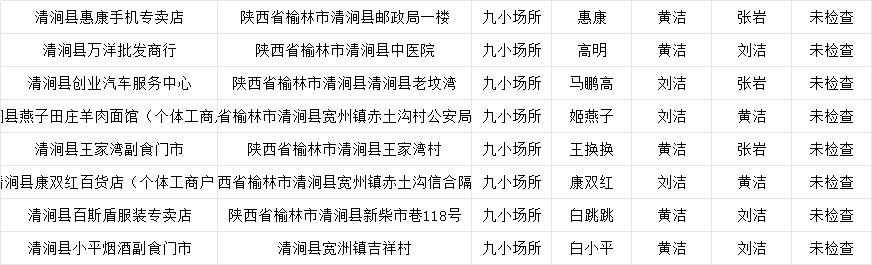 清涧县惠康手机专卖店 陕西省榆林市清涧县邮政局一楼 九小场所 惠康 黄洁 张岩 未检查
清涧县万洋批发商行 陕西省榆林市清涧县中医院 九小场所 高明 黄洁 刘洁 未检查
清涧县创业汽车服务中心 陕西省榆林市清涧县清涧县老坟湾 九小场所 马鹏高 黄洁 张岩 未检查
县燕子田庄羊肉面馆（个体工商 省榆林市清涧县宽州镇赤土沟村公安局 九小场所 姬燕子 刘洁 黄洁 未检查
清涧县王家湾副食门市 陕西省榆林市清涧县王家湾村 九小场所 王换换 黄洁 张岩 未检查
清涧县康双红百货店（个体工商户 西省榆林市清涧县宽州镇赤土沟信合隔 九小场所 康双红 刘洁 黄洁 未检查
清涧县百斯盾服装专卖店 陕西省榆林市清涧县新柴市巷118号 九小场所 白跳跳 黄洁 刘洁 未检查
清涧县小平烟酒副食门市 清涧县宽洲镇吉祥村 九小场所 白小平 黄洁 刘洁 未检查